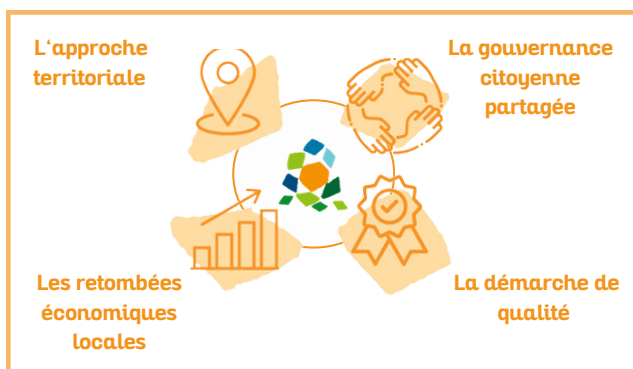 L'approche
territoriale
La gouvernance
citoyenne
partagée
Les retombées
économiques
locales
La démarche de
qualité